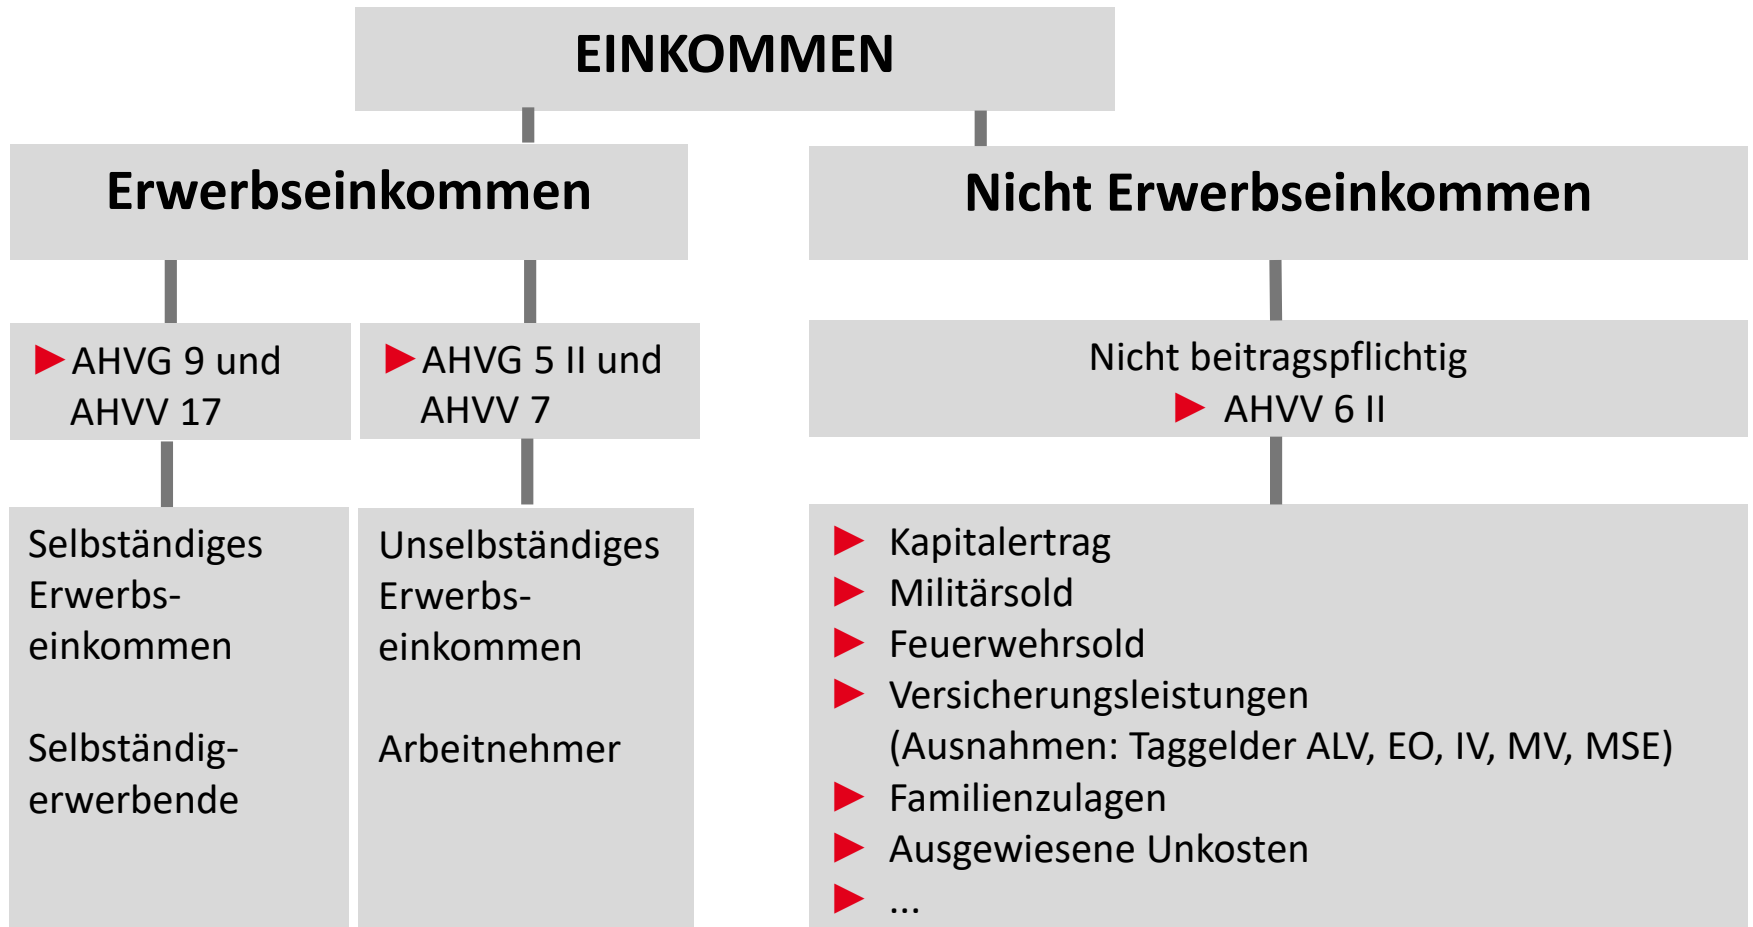 EINKOMMEN
Erwerbseinkommen
Nicht Erwerbseinkommen
► AHVG 9 und
AHVV 17
► AHVG 5 II und
AHVV 7
Nicht beitragspflichtig
► AHVV 6 II
Selbständiges
Erwerbs-
einkommen
Selbständig-
erwerbende
Unselbständiges
Erwerbs-
einkommen
Arbeitnehmer
► Kapitalertrag
► Militärsold
► Feuerwehrsold
► Versicherungsleistungen
(Ausnahmen: Taggelder ALV, EO, IV, MV, MSE)
► Familienzulagen
► Ausgewiesene Unkosten
► ...